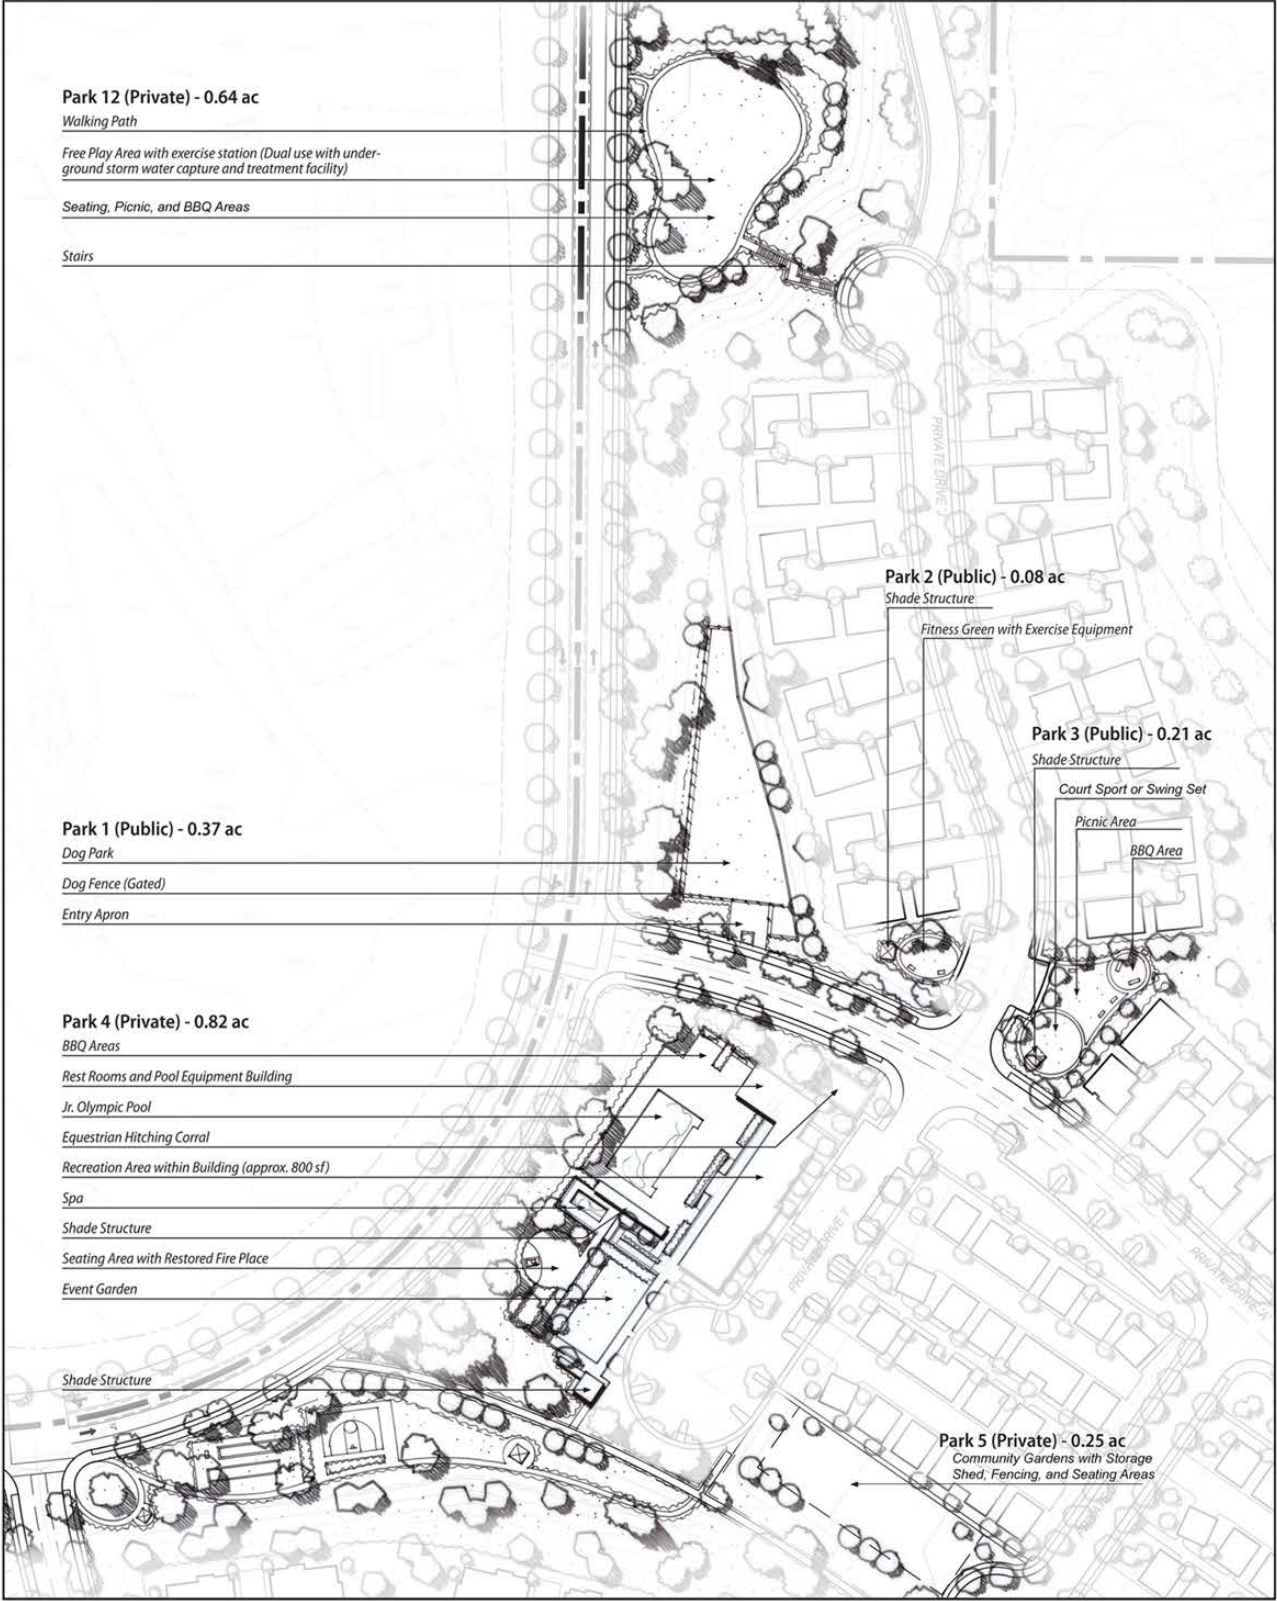 Park 12 (Private) - 0.64 ac
Walking Path
Free Play Area with exercise station (Dual use with under-
ground storm water capture and treatment facility)
Seating, Picnic, and BBQ Areas
Stairs
PRIVATE DRIVE 1
Park 2 (Public) - 0.08 ac
Shade Structure
Fitness Green with Exercise Equipment
Park 3 (Public) - 0.21 ac
Shade Structure
Court Sport or Swing Set
Picnic Area
BBQ Area
Park 1 (Public) - 0.37 ac
Dog Park
Dog Fence (Gated)
Entry Apron
Park 4 (Private) - 0.82 ac
BBQ Areas
Rest Rooms and Pool Equipment Building
Jr. Olympic Pool
Equestrian Hitching Corral
Recreation Area within Building (approx. 800 sf)
Spa
Shade Structure
Seating Area with Restored Fire Place
Event Garden
Shade Structure
DRIVE 1
Park 5 (Private) - 0.25 ac
Community Gardens with Storage
Shed, Fencing, and Seating Areas